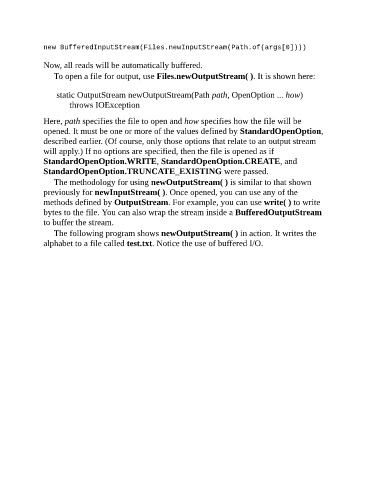 new BufferedInputStream(Files.newInputStream(Path.of(args[0])))
Now, all reads will be automatically buffered.
To open a file for output, use Files.newOutputStream( ). It is shown here:
static OutputStream newOutputStream(Path path, OpenOption ... how)
throws IOException
Here, path specifies the file to open and how specifies how the file will be
opened. It must be one or more of the values defined by StandardOpenOption,
described earlier. (Of course, only those options that relate to an output stream
will apply.) If no options are specified, then the file is opened as if
StandardOpenOption.WRITE, StandardOpenOption.CREATE, and
StandardOpenOption.TRUNCATE_EXISTING were passed.
The methodology for using newOutputStream( ) is similar to that shown
previously for newInputStream( ). Once opened, you can use any of the
methods defined by OutputStream. For example, you can use write( ) to write
bytes to the file. You can also wrap the stream inside a BufferedOutputStream
to buffer the stream.
The following program shows newOutputStream( ) in action. It writes the
alphabet to a file called test.txt. Notice the use of buffered I/O.